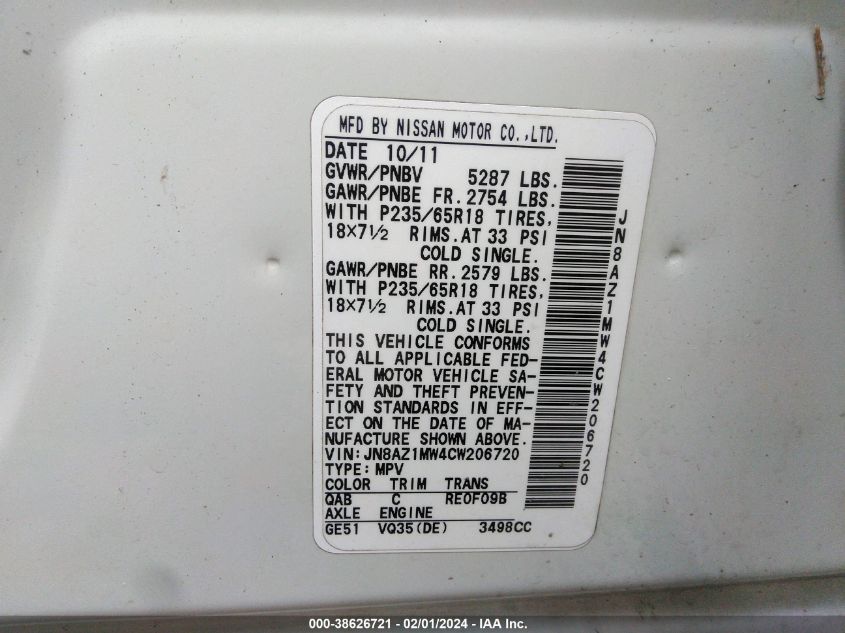 MFD BY NISSAN MOTOR CO.,LTD.
DATE 10/11
GVWR/PNBV 5287 LBS.
GAWR/PNBE FR. 2754 LBS.
WITH P235/65R18 TIRES,
18X7½ RIMS.AT 33 PSI
COLD SINGLE.
GAWR/PNBE RR. 2579 LBS.
WITH P235/65R18 TIRES,
18X7½ RIMS.AT 33 PSI
COLD SINGLE.
THIS VEHICLE CONFORMS
TO ALL APPLICABLE FED-
ERAL MOTOR VEHICLE SA-
FETY AND THEFT PREVEN-
TION STANDARDS IN EFF-
ECT ON THE DATE OF MA-
NUFACTURE SHOWN ABOVE.
VIN:JN8AZ1MW4CW206720
TYPE:MPV
COLOR TRIM TRANS
QAB C RE0F09B
AXLE ENGINE
GE51 VQ35(DE) 3498CC
JN8AZ1MW4CW206720
000-38626721 - 02/01/2024 - IAA Inc.